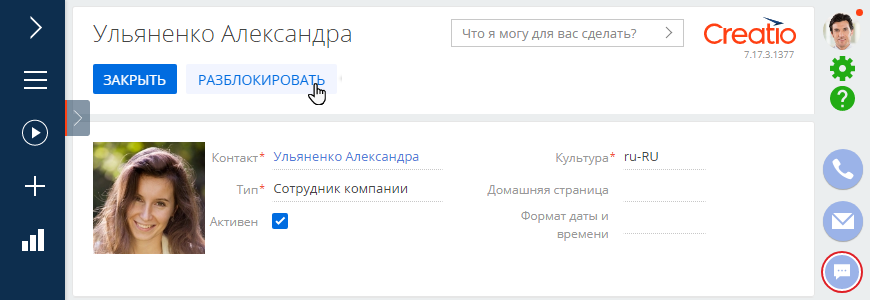 Ульяненко Александра
Что я могу для вас сделать?
Creatio
7.17.3.1377
ЗАКРЫТЬ
РАЗБЛОКИРОВАТЬ
Контакт* Ульяненко Александра
Тип* Сотрудник компании
Активен
Культура* ru-RU
Домашняя страница
Формат даты и
времени